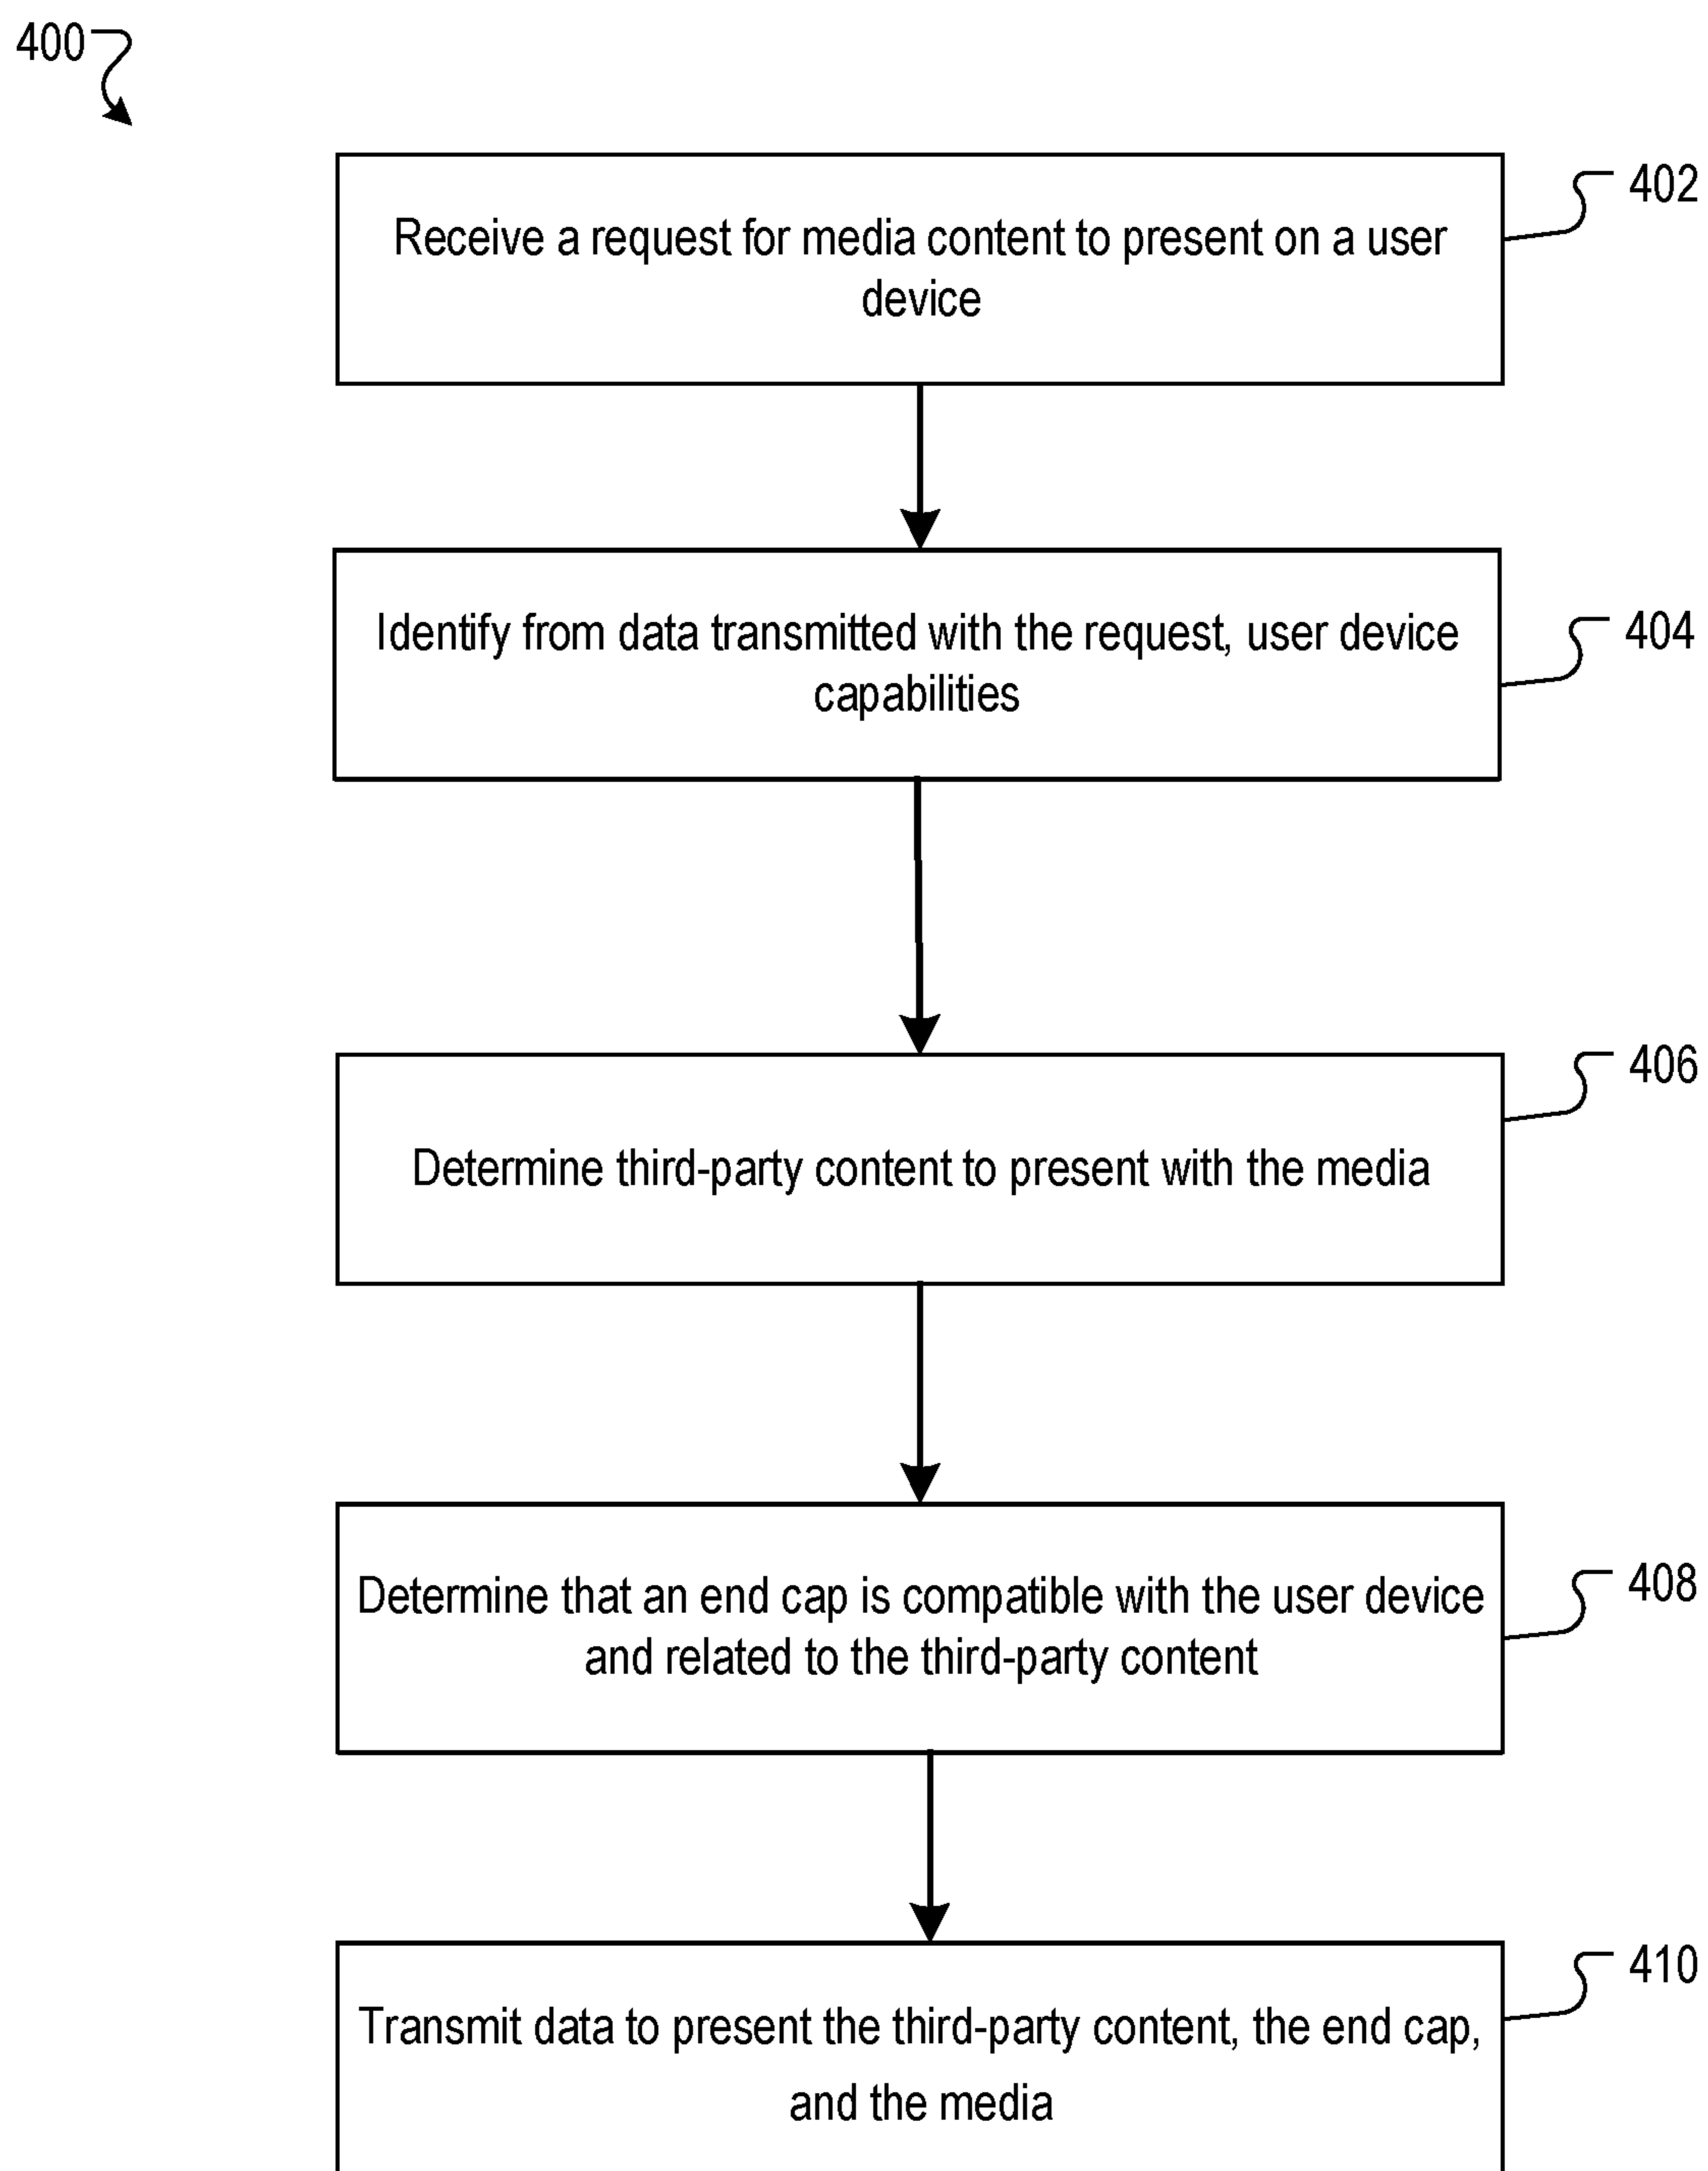 400
402
Receive a request for media content to present on a user
device
404
Identify from data transmitted with the request, user device
capabilities
406
Determine third-party content to present with the media
408
Determine that an end cap is compatible with the user device
and related to the third-party content
410
Transmit data to present the third-party content, the end cap,
and the media